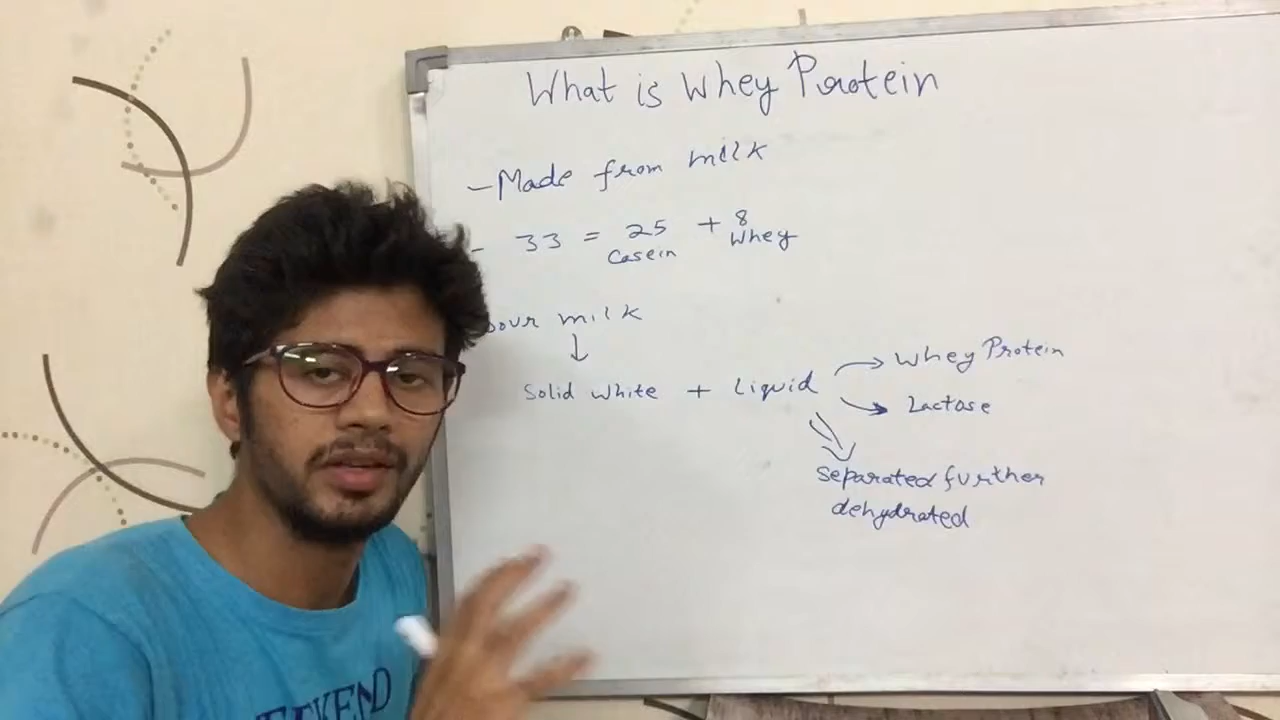 What is Whey Protein
- Made from milk
- 33 = 25 + 8
Casein Whey
sour milk
↓
Solid white + Liquid → Whey Protein
→ Lactose
Separated further
dehydrated
WEEKEND